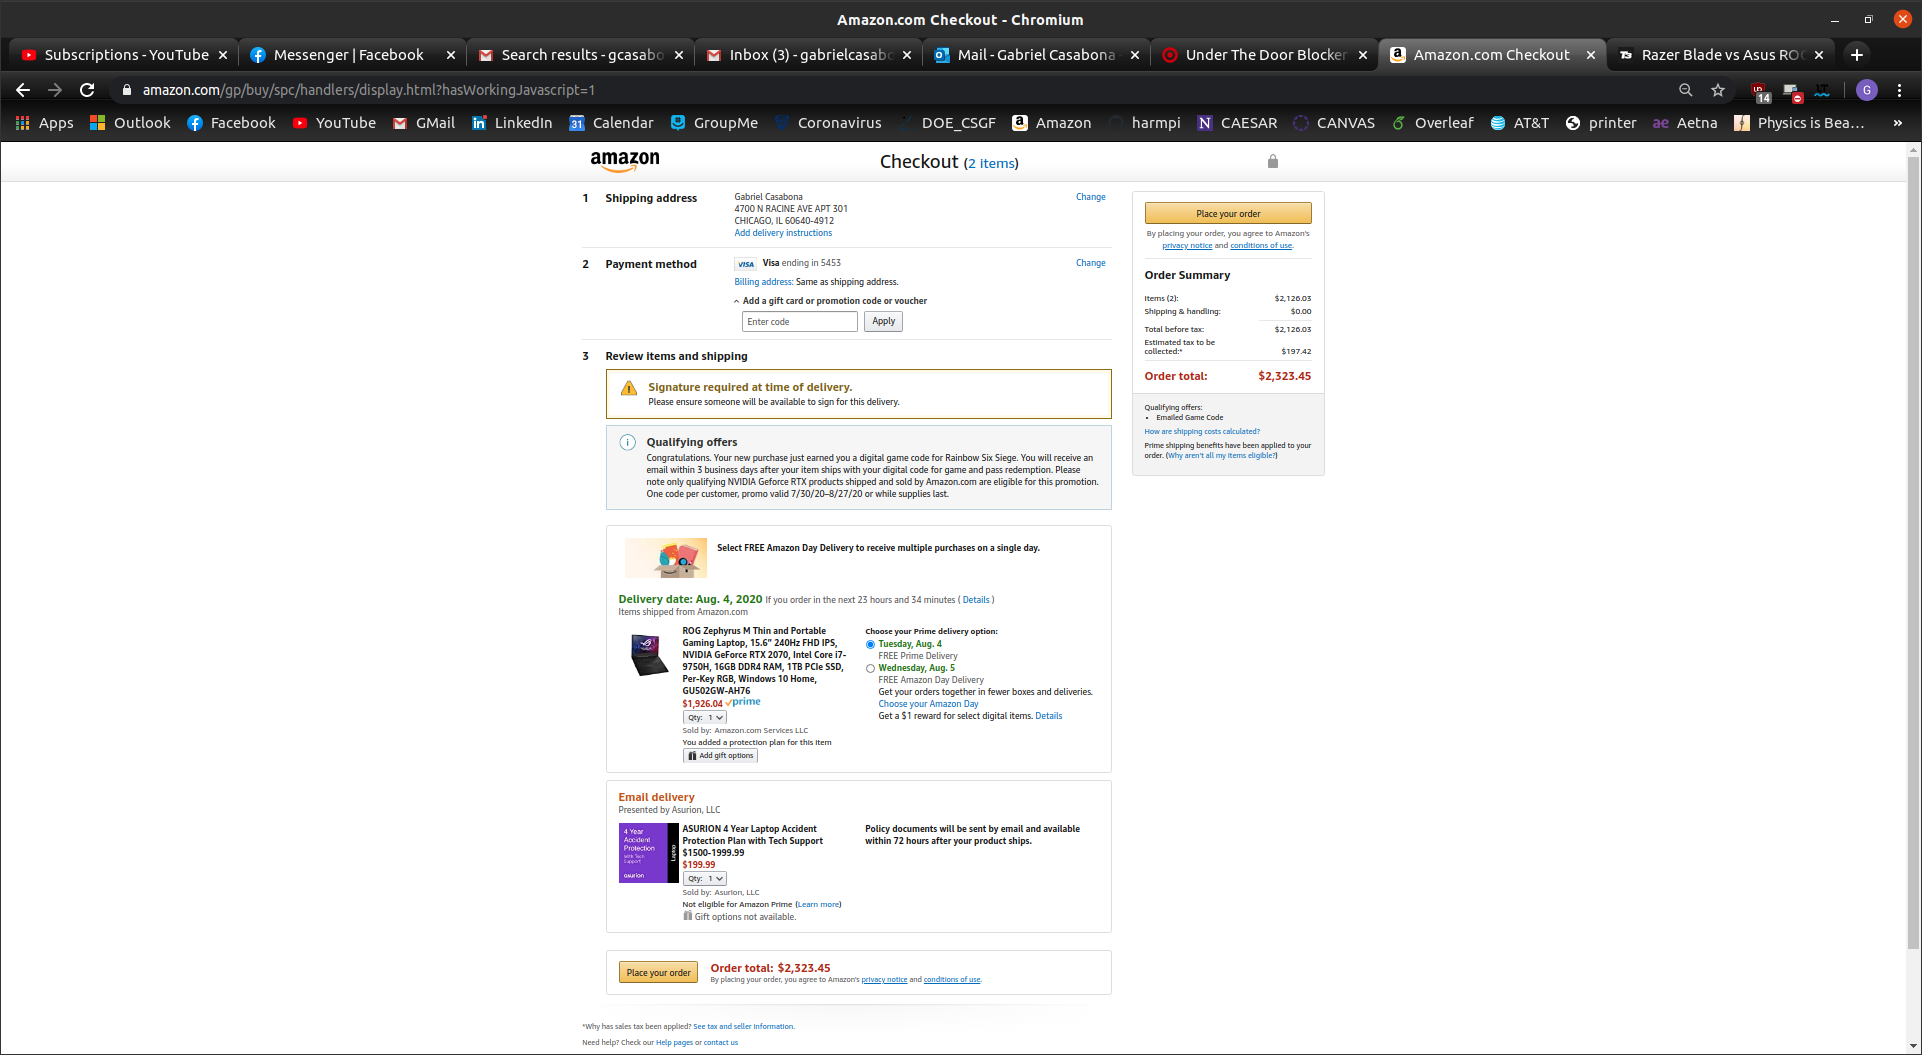 Amazon.com Checkout - Chromium
Subscriptions - YouTube
Messenger | Facebook
Search results - gcasabo
Inbox (3) - gabrielcasabo
Mail - Gabriel Casabona
Under The Door Blocker
Amazon.com Checkout
Razer Blade vs Asus ROG
amazon.com/gp/buy/spc/handlers/display.html?hasWorkingJavascript=1
14
G
Apps
Outlook
Facebook
YouTube
GMail
LinkedIn
31 Calendar
GroupMe
Coronavirus
DOE_CSGF
Amazon
harmpi
N CAESAR
CANVAS
Overleaf
AT&T
printer
ae Aetna
Physics is Bea...
»
amazon
Checkout (2 items)
1 Shipping address
Gabriel Casabona
4700 N RACINE AVE APT 301
CHICAGO, IL 60640-4912
Add delivery instructions
Change
2 Payment method
VISA Visa ending in 5453
Change
Billing address: Same as shipping address.
Add a gift card or promotion code or voucher
Enter code
Apply
3 Review items and shipping
Signature required at time of delivery.
Please ensure someone will be available to sign for this delivery.
Qualifying offers
Congratulations. Your new purchase just earned you a digital game code for Rainbow Six Siege. You will receive an
email within 3 business days after your item ships with your digital code for game and pass redemption. Please
note only qualifying NVIDIA Geforce RTX products shipped and sold by Amazon.com are eligible for this promotion.
One code per customer, promo valid 7/30/20–8/27/20 or while supplies last.
Select FREE Amazon Day Delivery to receive multiple purchases on a single day.
Delivery date: Aug. 4, 2020 If you order in the next 23 hours and 34 minutes ( Details )
Items shipped from Amazon.com
ROG Zephyrus M Thin and Portable
Gaming Laptop, 15.6" 240Hz FHD IPS,
NVIDIA GeForce RTX 2070, Intel Core i7-
9750H, 16GB DDR4 RAM, 1TB PCIe SSD,
Per-Key RGB, Windows 10 Home,
GU502GW-AH76
$1,926.04 prime
Qty: 1
Sold by: Amazon.com Services LLC
You added a protection plan for this item
Add gift options
Choose your Prime delivery option:
Tuesday, Aug. 4
FREE Prime Delivery
Wednesday, Aug. 5
FREE Amazon Day Delivery
Get your orders together in fewer boxes and deliveries.
Choose your Amazon Day
Get a $1 reward for select digital items. Details
Email delivery
Presented by Asurion, LLC
4 Year
Accident
Protection
with Tech
Support
asurion
Laptop
ASURION 4 Year Laptop Accident
Protection Plan with Tech Support
$1500-1999.99
$199.99
Qty: 1
Sold by: Asurion, LLC
Not eligible for Amazon Prime (Learn more)
Gift options not available.
Policy documents will be sent by email and available
within 72 hours after your product ships.
Place your order
Order total: $2,323.45
By placing your order, you agree to Amazon's privacy notice and conditions of use.
*Why has sales tax been applied? See tax and seller information.
Need help? Check our Help pages or contact us
Place your order
By placing your order, you agree to Amazon's
privacy notice and conditions of use.
Order Summary
Items (2): $2,126.03
Shipping & handling: $0.00
Total before tax: $2,126.03
Estimated tax to be
collected:* $197.42
Order total: $2,323.45
Qualifying offers:
• Emailed Game Code
How are shipping costs calculated?
Prime shipping benefits have been applied to your
order. (Why aren't all my items eligible?)